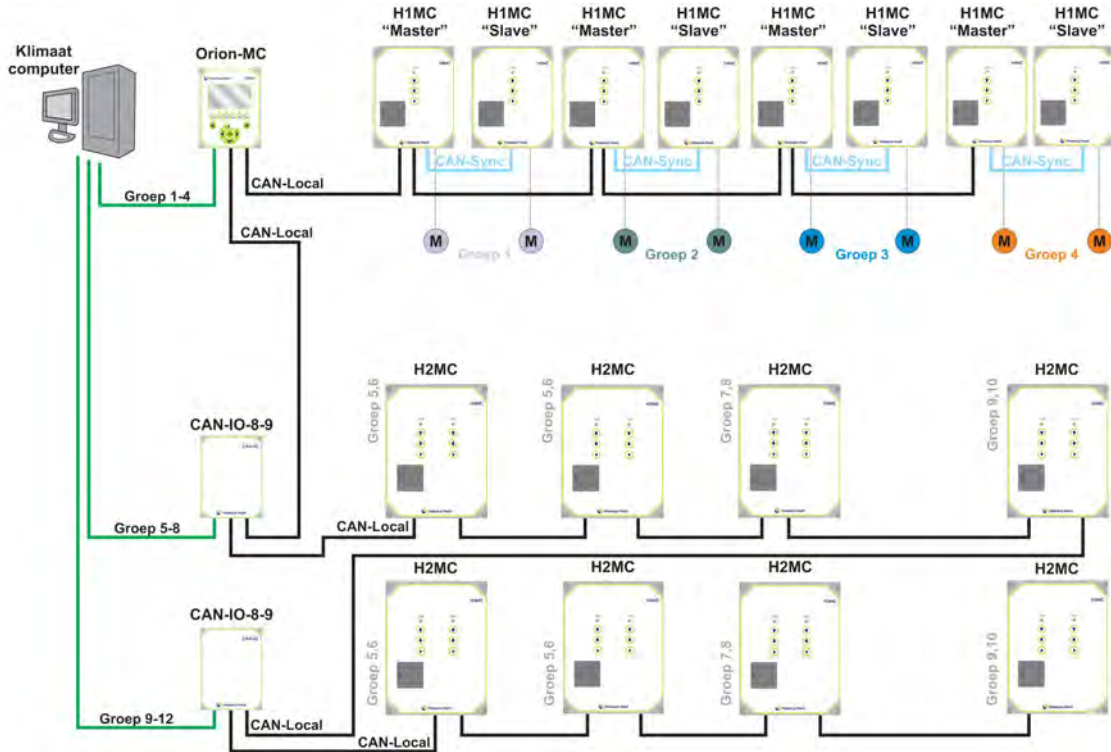 H1MC
“Master”
H1MC
“Slave”
H1MC
“Master”
H1MC
“Slave”
H1MC
“Master”
H1MC
“Slave”
H1MC
“Master”
H1MC
“Slave”
Klimaat
computer
Orion-MC
CAN-Sync
CAN-Sync
CAN-Sync
CAN-Sync
Groep 1-4
CAN-Local
CAN-Local
M
M
M
M
M
M
M
M
Groep 1
Groep 2
Groep 3
Groep 4
H2MC
H2MC
H2MC
H2MC
Groep 5,6
Groep 5,6
Groep 7,8
Groep 9,10
CAN-IO-8-9
Groep 5-8
CAN-Local
H2MC
H2MC
H2MC
H2MC
CAN-IO-8-9
Groep 5,6
Groep 5,6
Groep 7,8
Groep 9,10
Groep 9-12
CAN-Local
CAN-Local